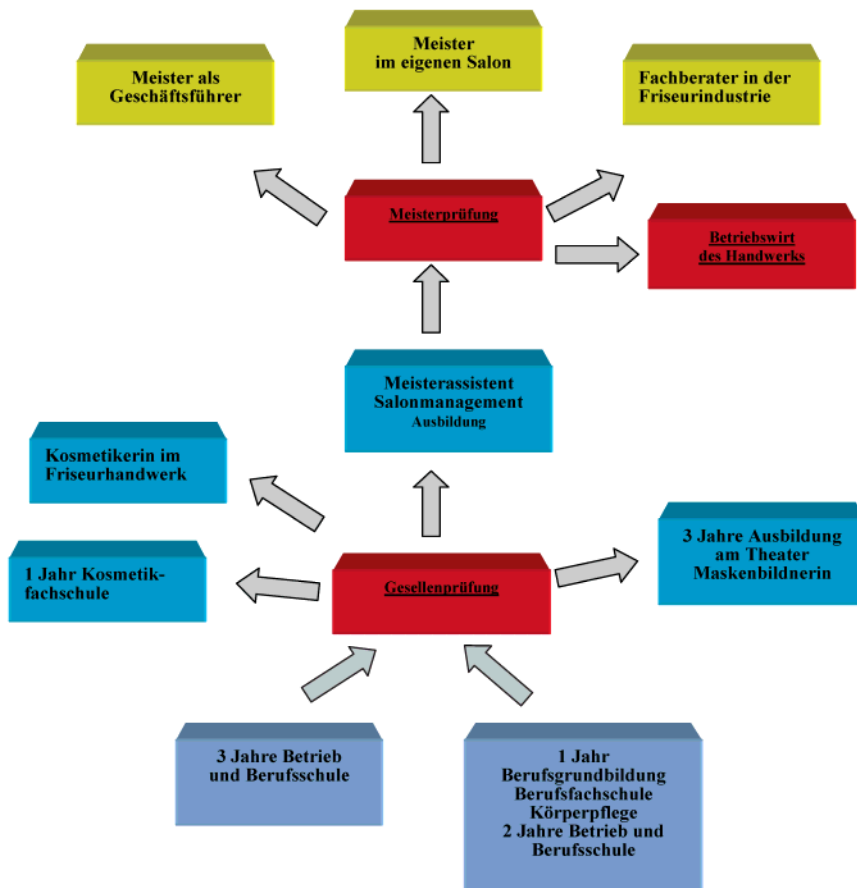 Meister
im eigenen Salon
Meister als
Geschäftsführer
Fachberater in der
Friseurindustrie
Meisterprüfung
Betriebswirt
des Handwerks
Meisterassistent
Salonmanagement
Ausbildung
Kosmetikerin im
Friseurhandwerk
3 Jahre Ausbildung
am Theater
Maskenbildnerin
1 Jahr Kosmetik-
fachschule
Gesellenprüfung
3 Jahre Betrieb
und Berufsschule
1 Jahr
Berufsgrundbildung
Berufsfachschule
Körperpflege
2 Jahre Betrieb und
Berufsschule